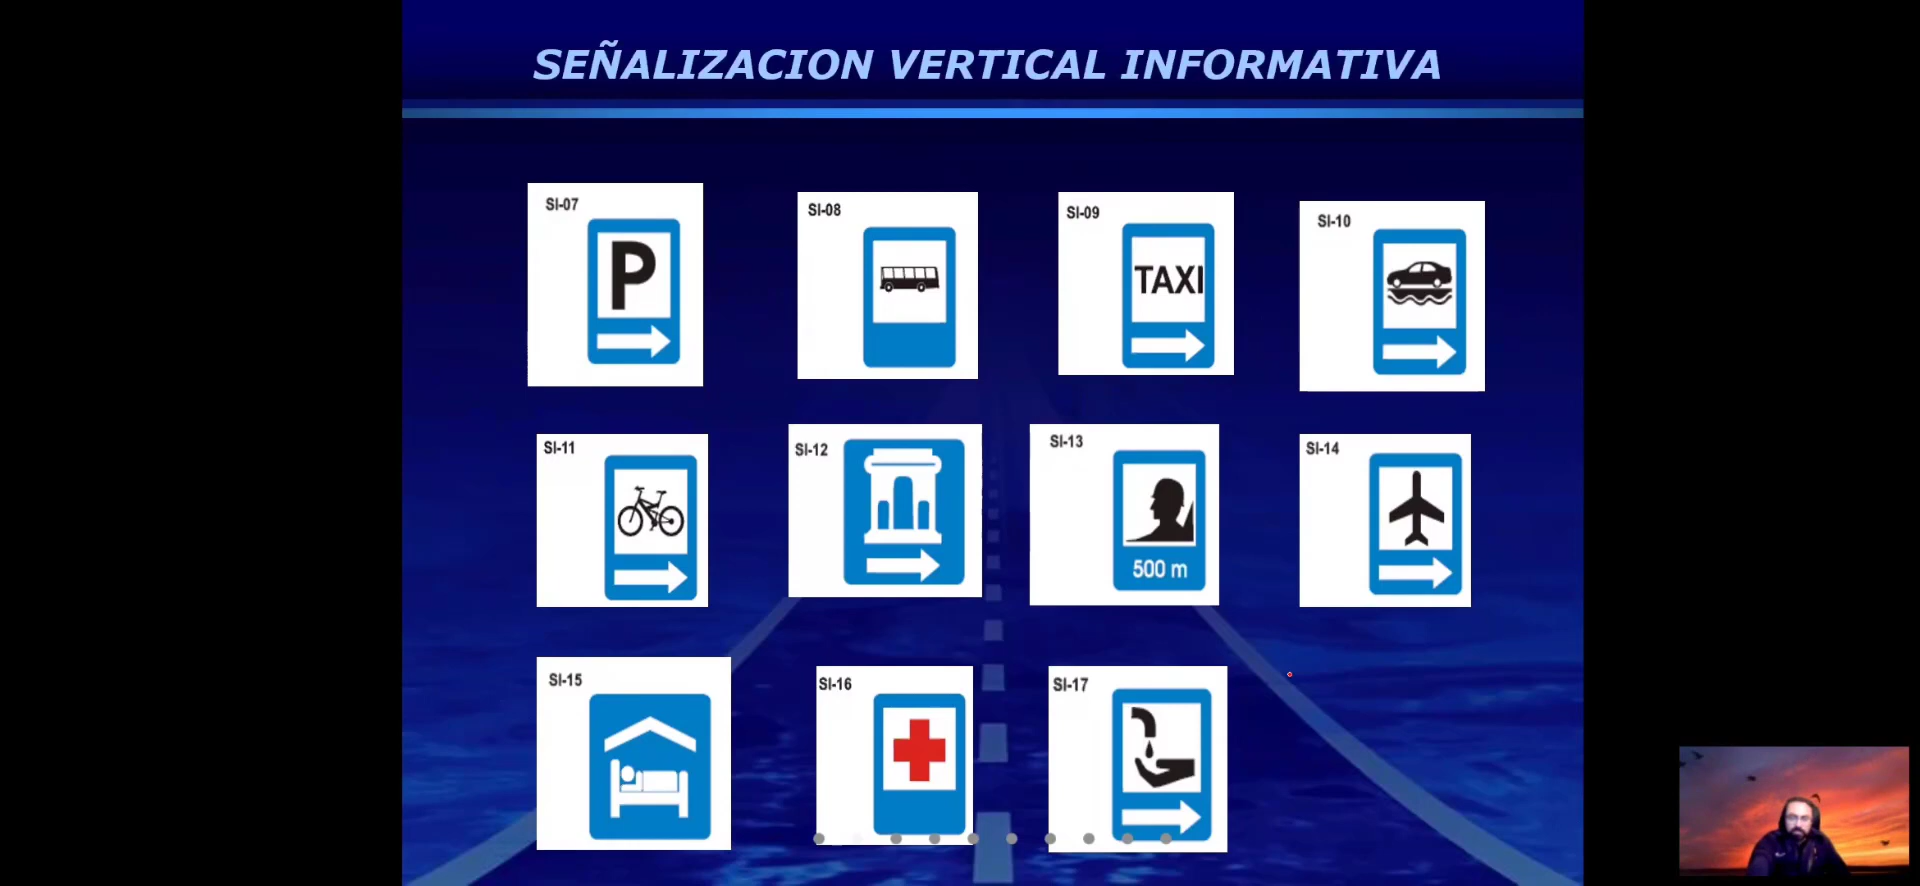 SEÑALIZACION VERTICAL INFORMATIVA
SI-07
P
SI-08
SI-09
TAXI
SI-10
SI-11
SI-12
SI-13
500 m
SI-14
SI-15
SI-16
SI-17